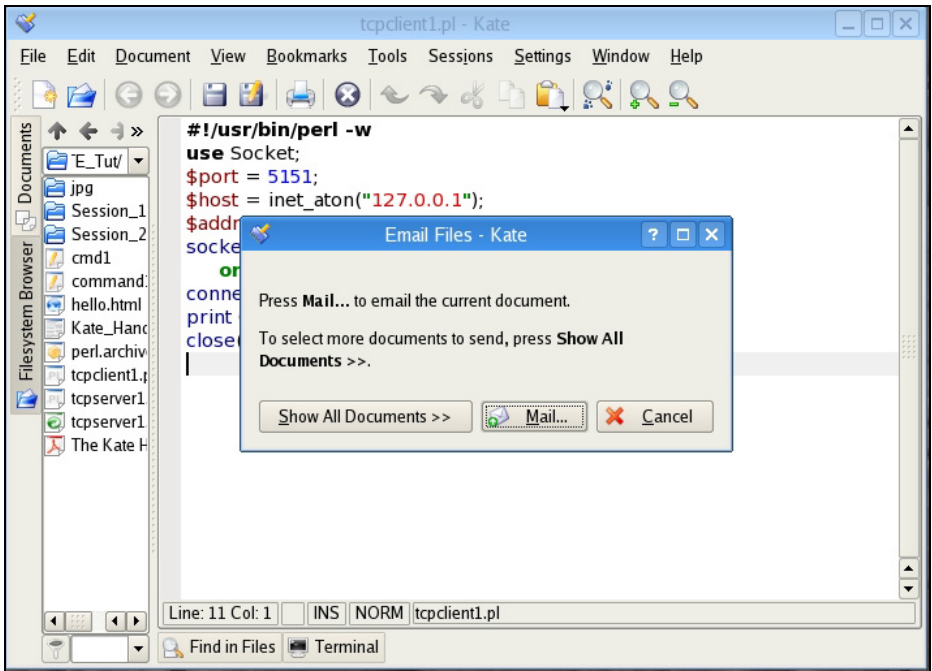 tcpclient1.pl - Kate
File Edit Document View Bookmarks Tools Sessions Settings Window Help
Documents
Filesystem Browser
E_Tut/
jpg
Session_1
Session_2
cmd1
command
hello.html
Kate_Hand
perl.archiv
tcpclient1.p
tcpserver1
tcpserver1
The Kate H
#!/usr/bin/perl -w
use Socket;
$port = 5151;
$host = inet_aton("127.0.0.1");
$addr
socke
or
conne
print
close(
Email Files - Kate
Press Mail... to email the current document.
To select more documents to send, press Show All
Documents >>.
Show All Documents >> Mail... Cancel
Line: 11 Col: 1 INS NORM tcpclient1.pl
Find in Files Terminal